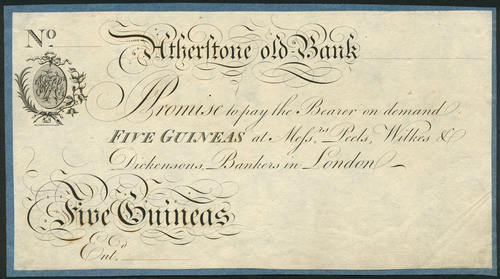 No
Atherstone old Bank
I Promise to pay the Bearer on demand
FIVE GUINEAS at Mefs.rs Peels, Wilkes &
Dickensons, Bankers in London
Five Guineas
Ent.d